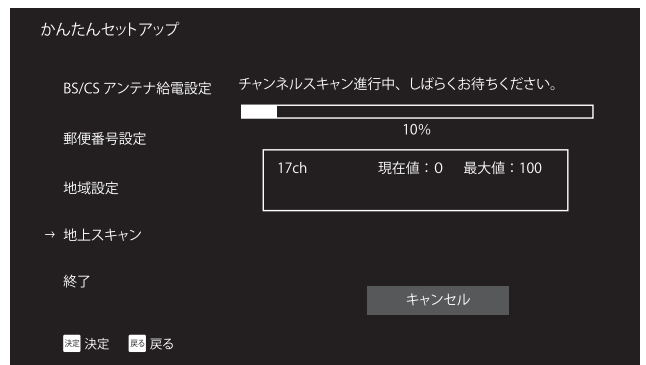 かんたんセットアップ
BS/CS アンテナ給電設定
郵便番号設定
地域設定
→ 地上スキャン
終了
チャンネルスキャン進行中、しばらくお待ちください。
10%
17ch 現在値：0 最大値：100
キャンセル
決定 決定 戻る 戻る